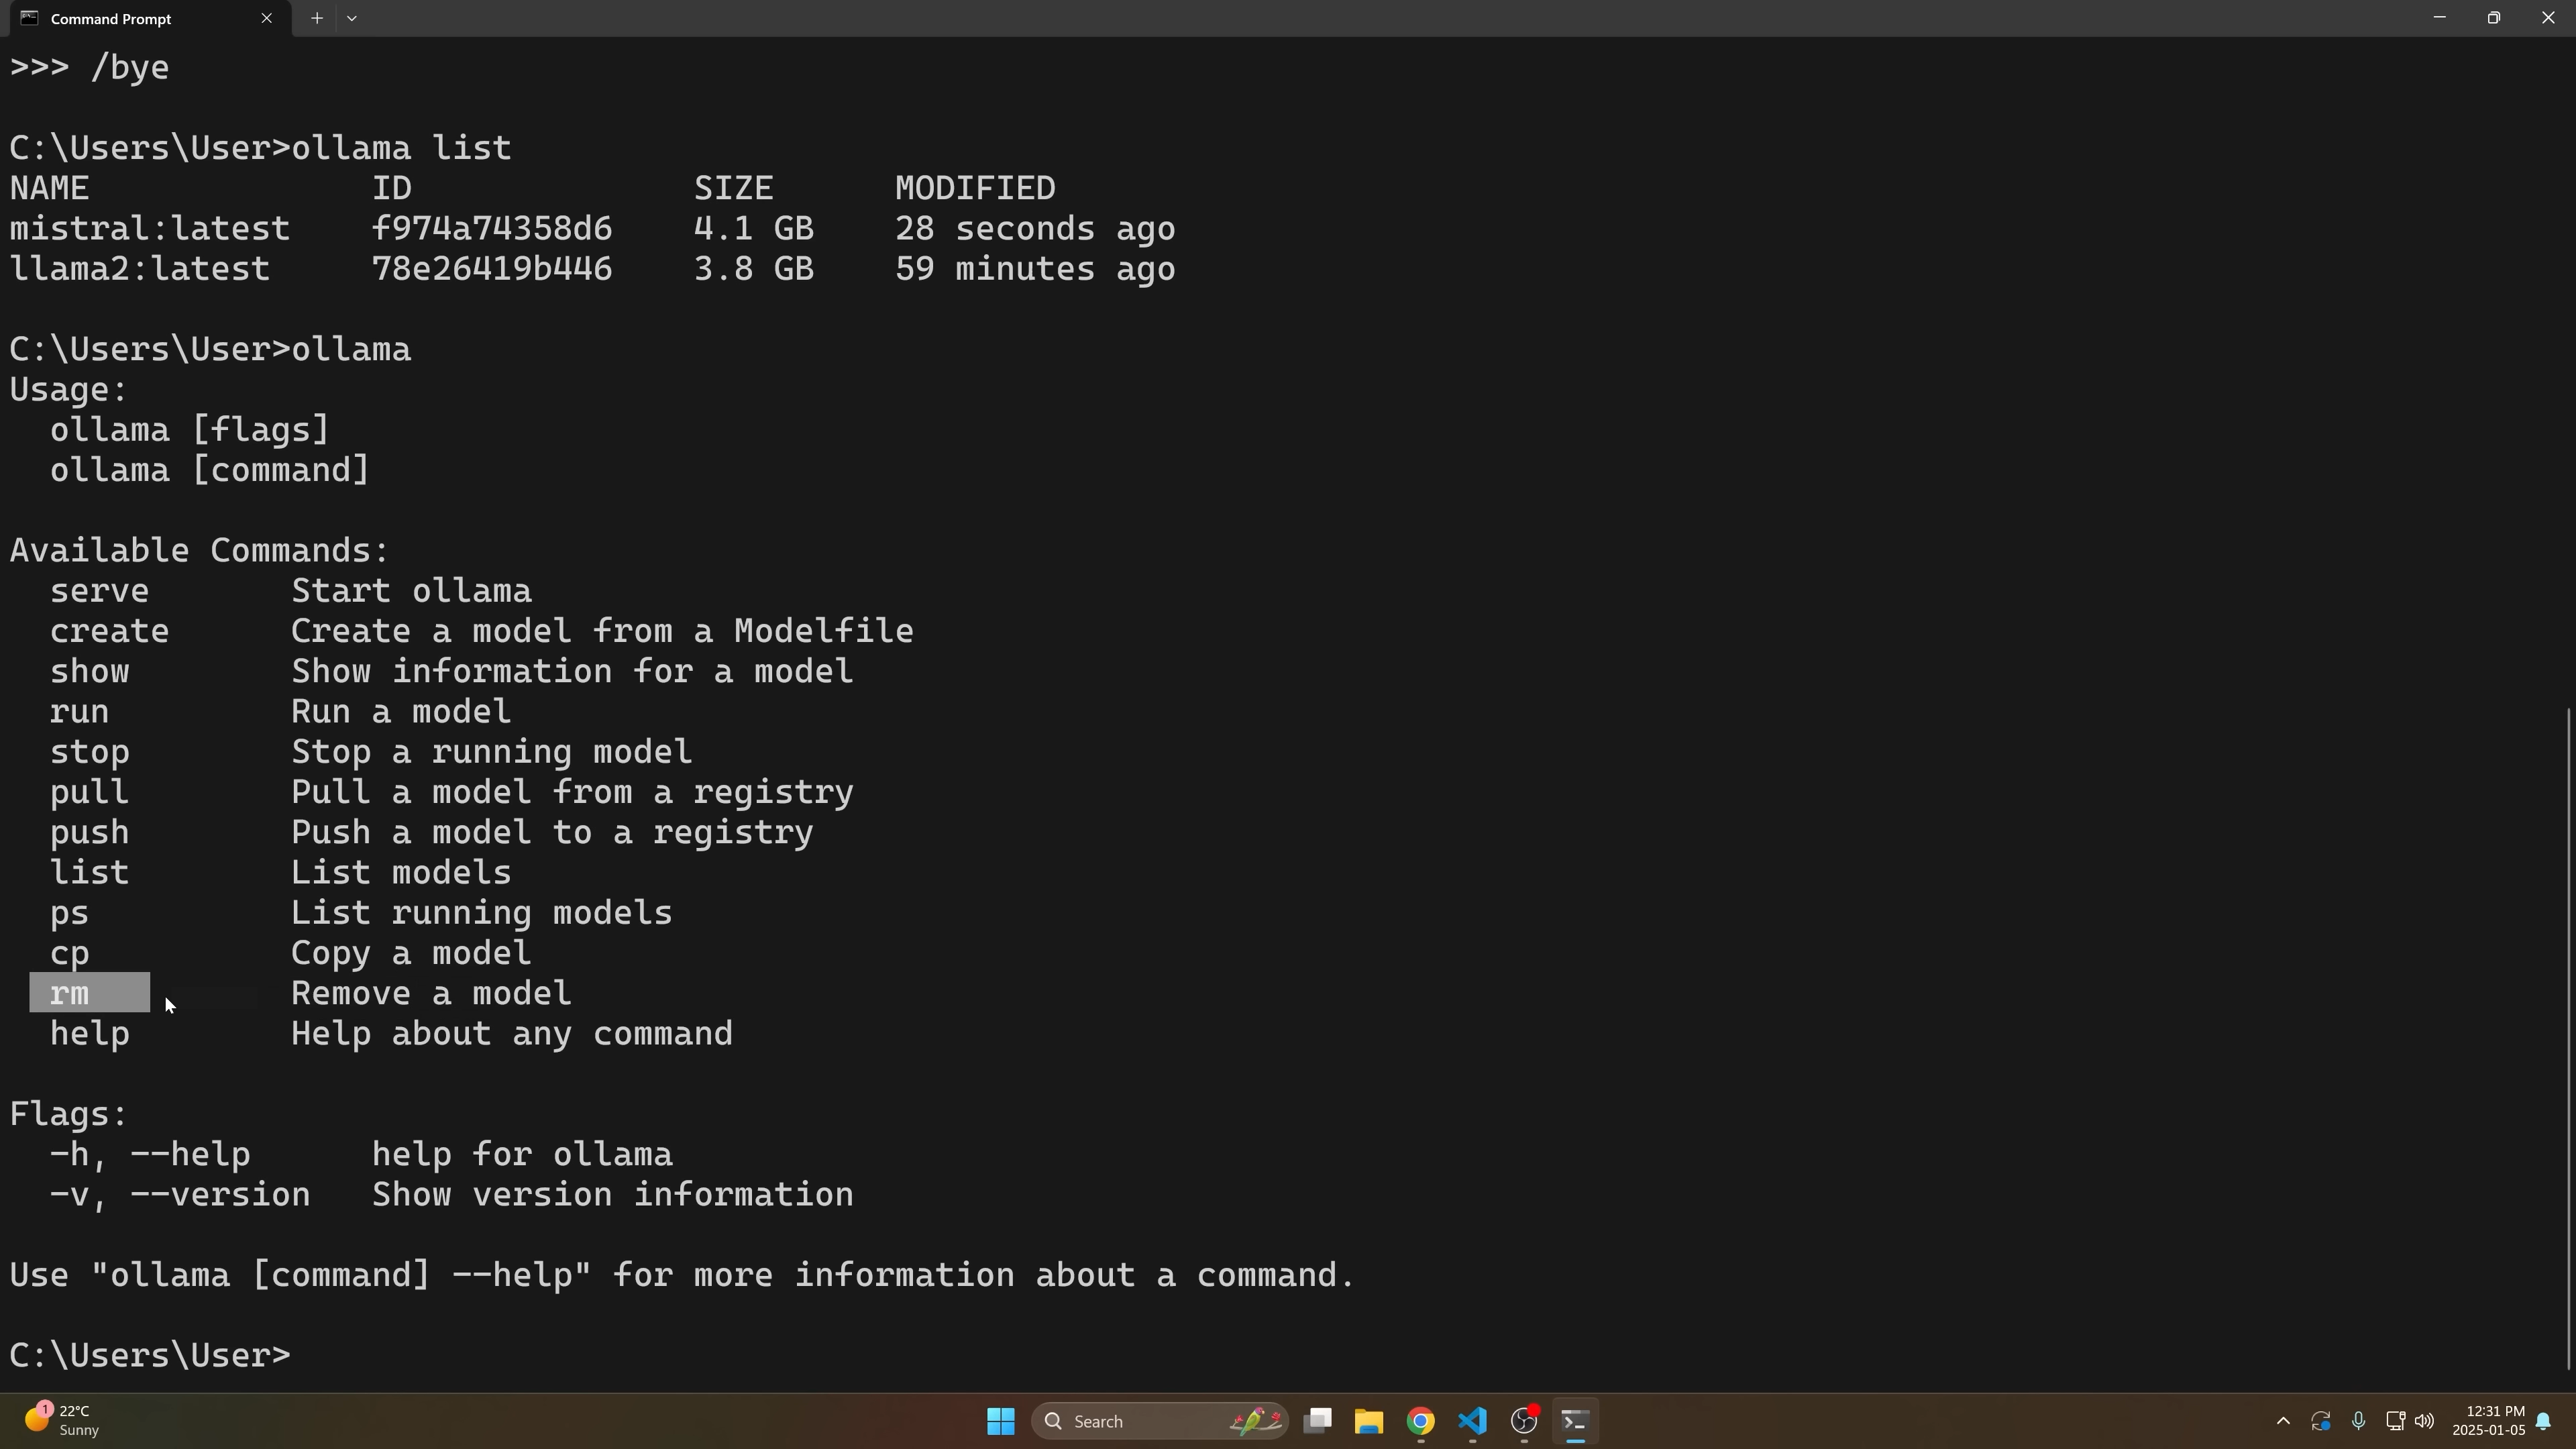 Command Prompt
>>> /bye
C:\Users\User>ollama list
NAME ID SIZE MODIFIED
mistral:latest f974a74358d6 4.1 GB 28 seconds ago
llama2:latest 78e26419b446 3.8 GB 59 minutes ago
C:\Users\User>ollama
Usage:
ollama [flags]
ollama [command]
Available Commands:
serve Start ollama
create Create a model from a Modelfile
show Show information for a model
run Run a model
stop Stop a running model
pull Pull a model from a registry
push Push a model to a registry
list List models
ps List running models
cp Copy a model
rm Remove a model
help Help about any command
Flags:
-h, --help help for ollama
-v, --version Show version information
Use "ollama [command] --help" for more information about a command.
C:\Users\User>
1
22°C
Sunny
Search
12:31 PM
2025-01-05